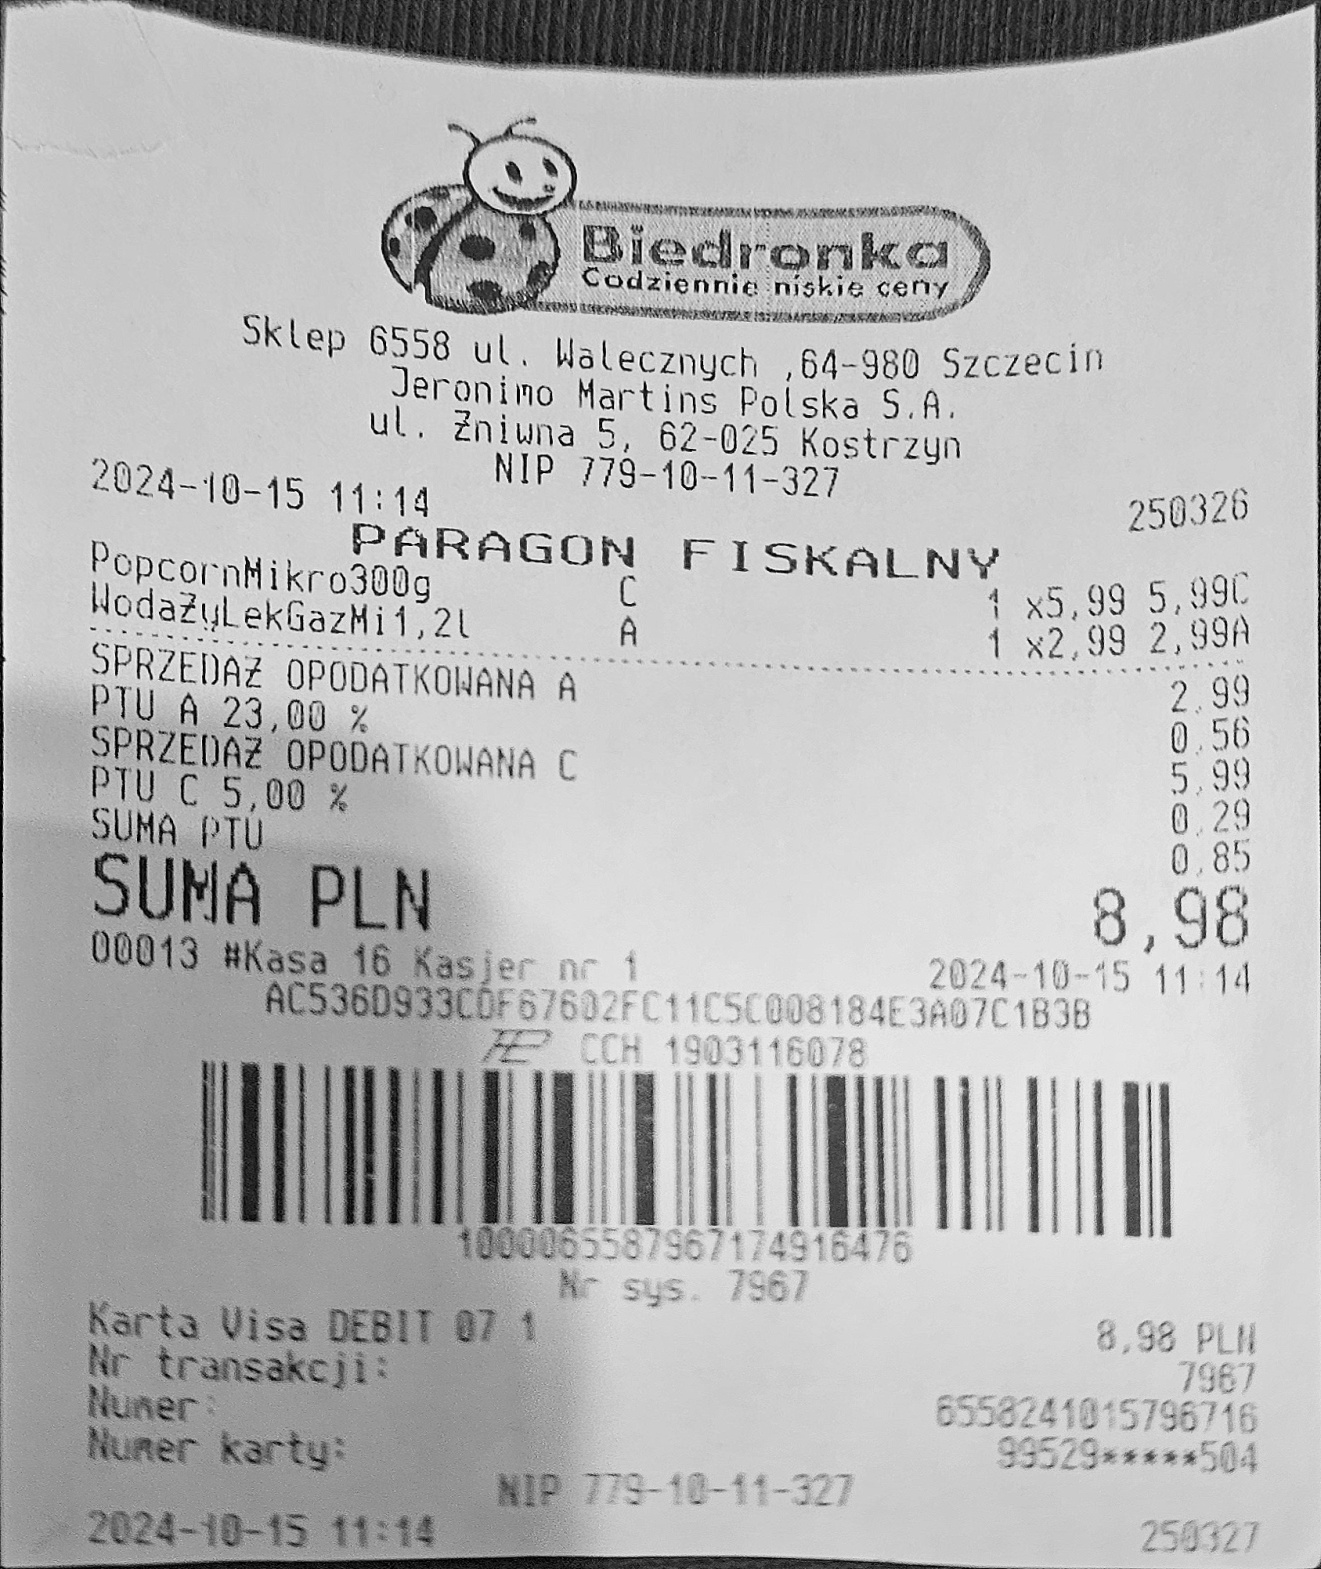 Biedronka
Codziennie niskie ceny
Sklep 6558 ul. Walecznych ,64-980 Szczecin
Jeronimo Martins Polska S.A.
ul. Żniwna 5, 62-025 Kostrzyn
NIP 779-10-11-327
2024-10-15 11:14 250326
PARAGON FISKALNY
PopcornMikro300g C 1 x5,99 5,99C
WodaŻyLekGazMi1,2l A 1 x2,99 2,99A
SPRZEDAŻ OPODATKOWANA A 2,99
PTU A 23,00 % 0,56
SPRZEDAŻ OPODATKOWANA C 5,99
PTU C 5,00 % 0,29
SUMA PTU 0,85
SUMA PLN 8,98
00013 #Kasa 16 Kasjer nr 1 2024-10-15 11:14
AC536D933CDF67602FC11C5C008184E3A07C1B3B
CCH 1903116078
1000065587967174916476
Nr sys. 7967
Karta Visa DEBIT 07 1 8,98 PLN
Nr transakcji: 7967
Numer: 6558241015796716
Numer karty: 99529*****504
NIP 779-10-11-327
2024-10-15 11:14 250327